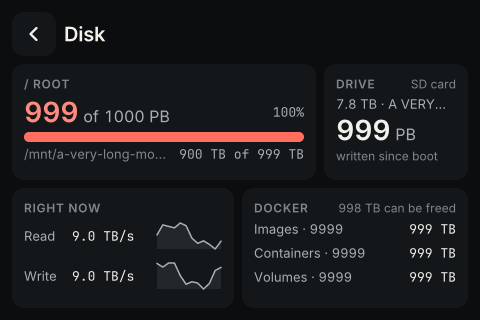 Disk
/ ROOT
999 of 1000 PB 100%
/mnt/a-very-long-mo... 900 TB of 999 TB
DRIVE SD card
7.8 TB · A VERY...
999 PB
written since boot
RIGHT NOW
Read 9.0 TB/s
Write 9.0 TB/s
DOCKER 998 TB can be freed
Images · 9999 999 TB
Containers · 9999 999 TB
Volumes · 9999 999 TB